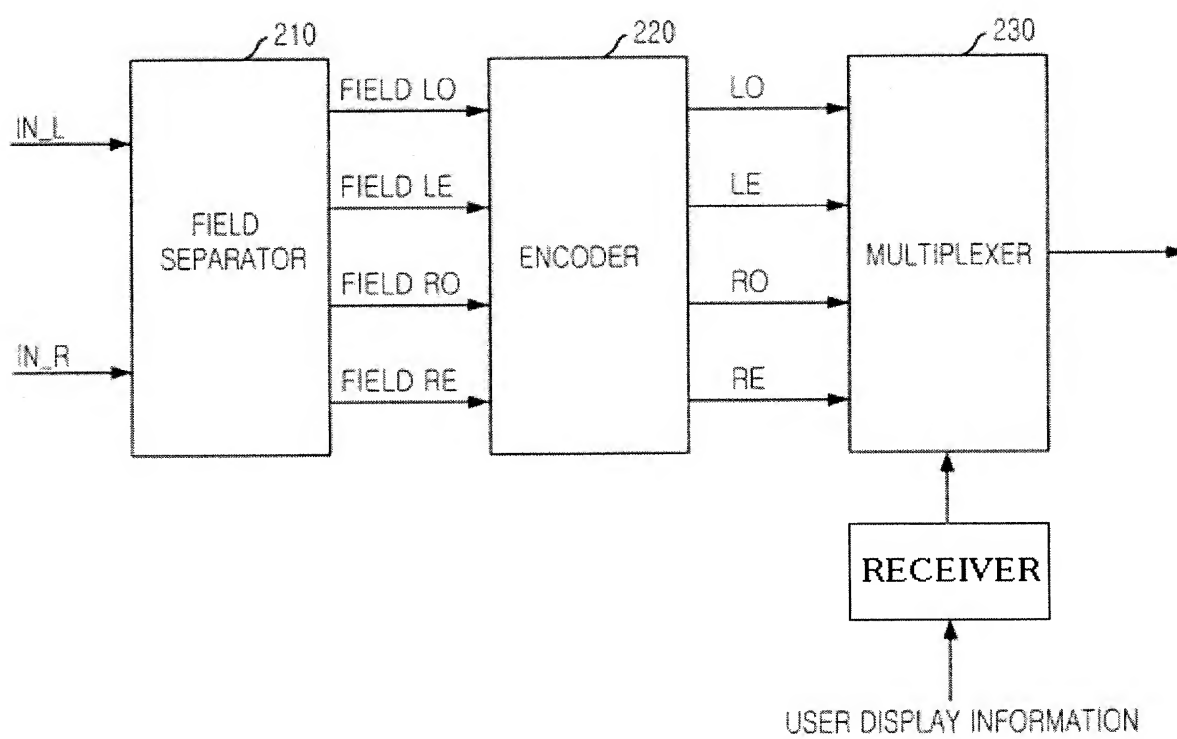 210
220
230
FIELD LO
LO
IN_L
FIELD LE
LE
FIELD
SEPARATOR
ENCODER
MULTIPLEXER
FIELD RO
RO
IN_R
FIELD RE
RE
RECEIVER
USER DISPLAY INFORMATION